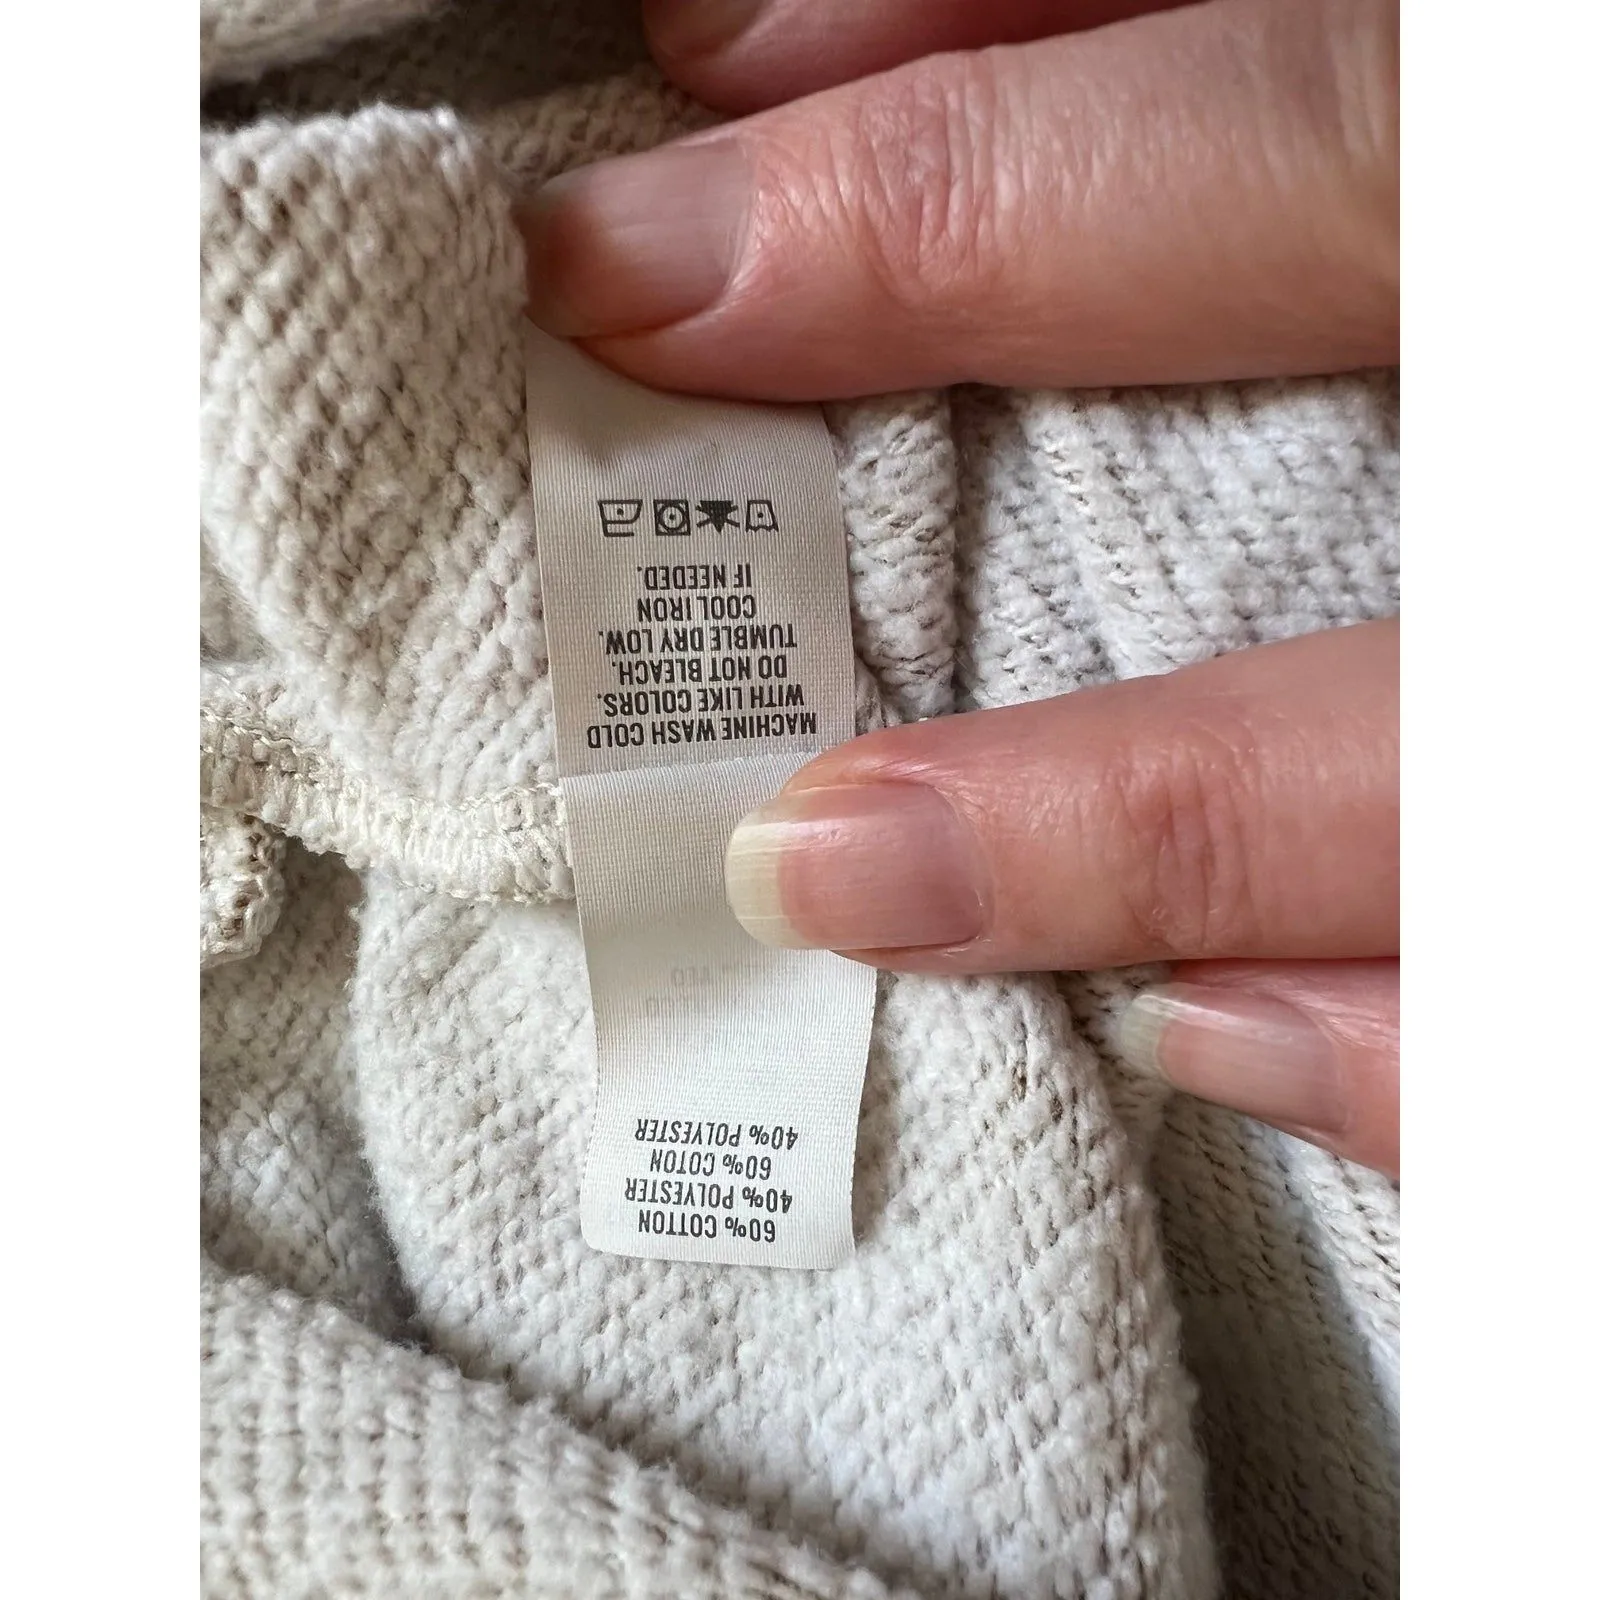 60% COTTON
40% POLYESTER
60% COTON
40% POLYESTER
MACHINE WASH COLD
WITH LIKE COLORS.
DO NOT BLEACH.
TUMBLE DRY LOW.
COOL IRON
IF NEEDED.